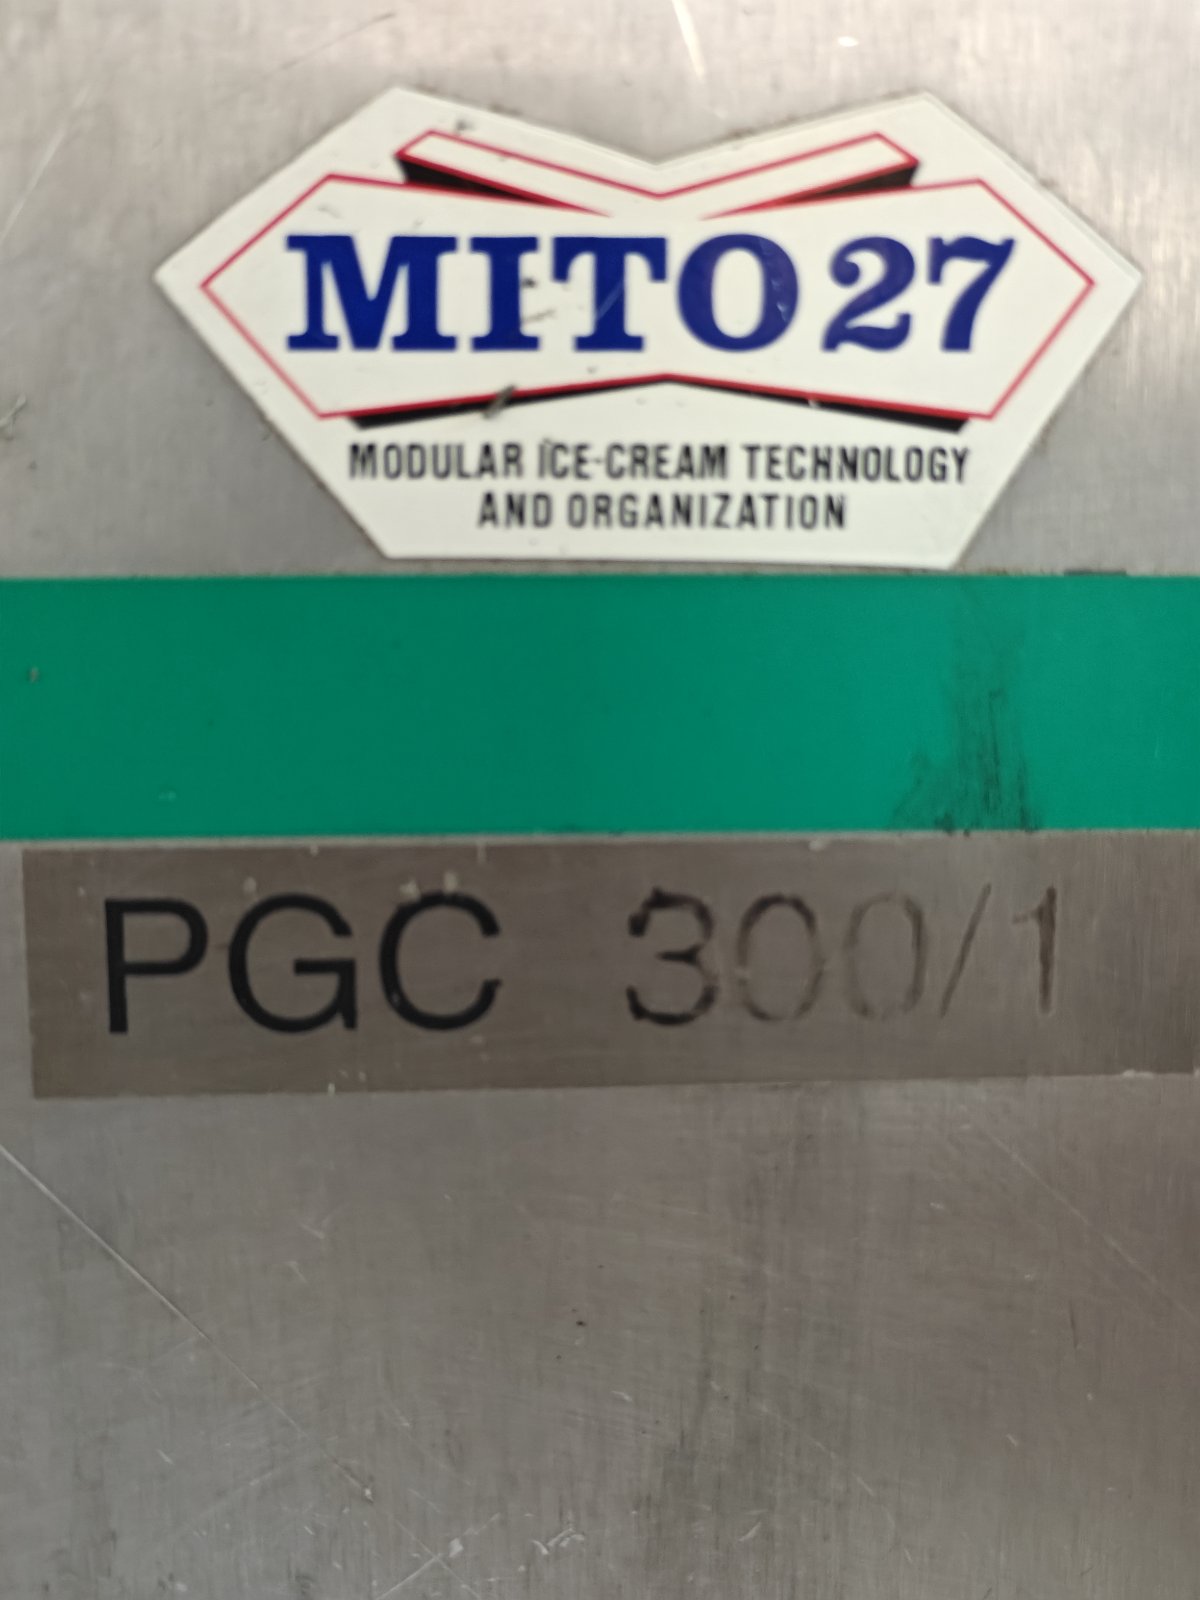 MITO 27
MODULAR ICE-CREAM TECHNOLOGY
AND ORGANIZATION
PGC 300/1